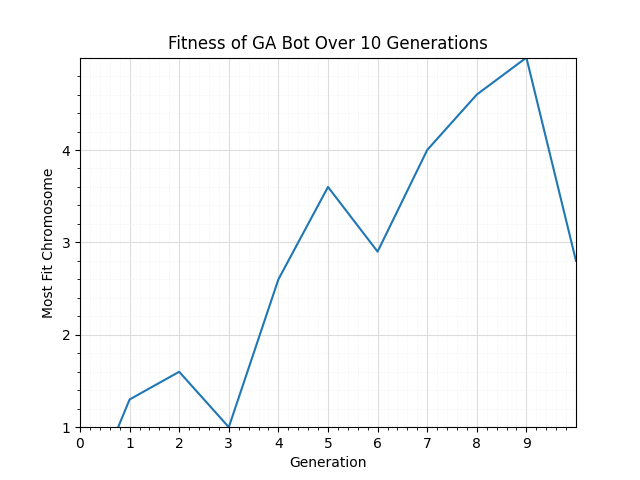 Fitness of GA Bot Over 10 Generations
Most Fit Chromosome
4
3
2
1
0 1 2 3 4 5 6 7 8 9
Generation